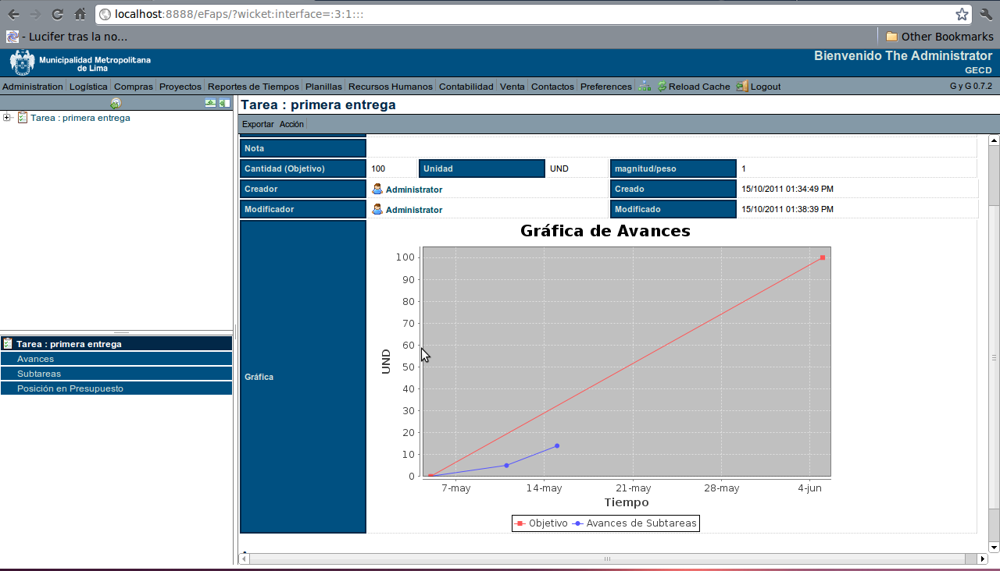 localhost:8888/eFaps/?wicket:interface=:3:1:::
- Lucifer tras la no...
Other Bookmarks
Municipalidad Metropolitana
de Lima
Bienvenido The Administrator
GECD
Administration Logística Compras Proyectos Reportes de Tiempos Planillas Recursos Humanos Contabilidad Venta Contactos Preferences Reload Cache Logout G y G 0.7.2
Tarea : primera entrega
Tarea : primera entrega
Exportar Acción
Nota
Cantidad (Objetivo) 100 Unidad UND magnitud/peso 1
Creador Administrator Creado 15/10/2011 01:34:49 PM
Modificador Administrator Modificado 15/10/2011 01:38:39 PM
Gráfica
Gráfica de Avances
100
90
80
70
60
50
40
30
20
10
0
UND
7-may 14-may 21-may 28-may 4-jun
Tiempo
Objetivo Avances de Subtareas
Tarea : primera entrega
Avances
Subtareas
Posición en Presupuesto